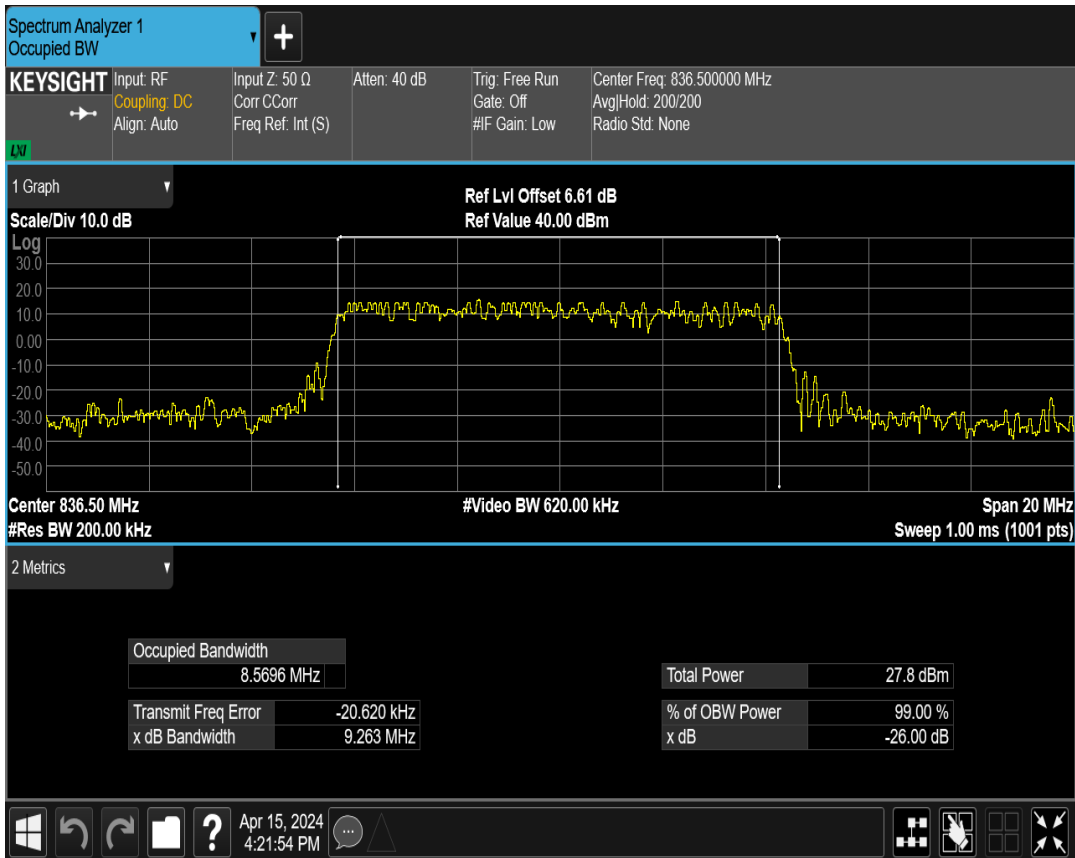 Spectrum Analyzer 1
Occupied BW
+
KEYSIGHT
LXI
Input: RF
Coupling: DC
Align: Auto
Input Z: 50 Ω
Corr CCorr
Freq Ref: Int (S)
Atten: 40 dB
Trig: Free Run
Gate: Off
#IF Gain: Low
Center Freq: 836.500000 MHz
Avg|Hold: 200/200
Radio Std: None
1 Graph
Scale/Div 10.0 dB
Ref Lvl Offset 6.61 dB
Ref Value 40.00 dBm
Log
30.0
20.0
10.0
0.00
-10.0
-20.0
-30.0
-40.0
-50.0
Center 836.50 MHz
#Video BW 620.00 kHz
Span 20 MHz
#Res BW 200.00 kHz
Sweep 1.00 ms (1001 pts)
2 Metrics
Occupied Bandwidth
8.5696 MHz
Total Power 27.8 dBm
Transmit Freq Error -20.620 kHz
% of OBW Power 99.00 %
x dB Bandwidth 9.263 MHz
x dB -26.00 dB
?
Apr 15, 2024
4:21:54 PM